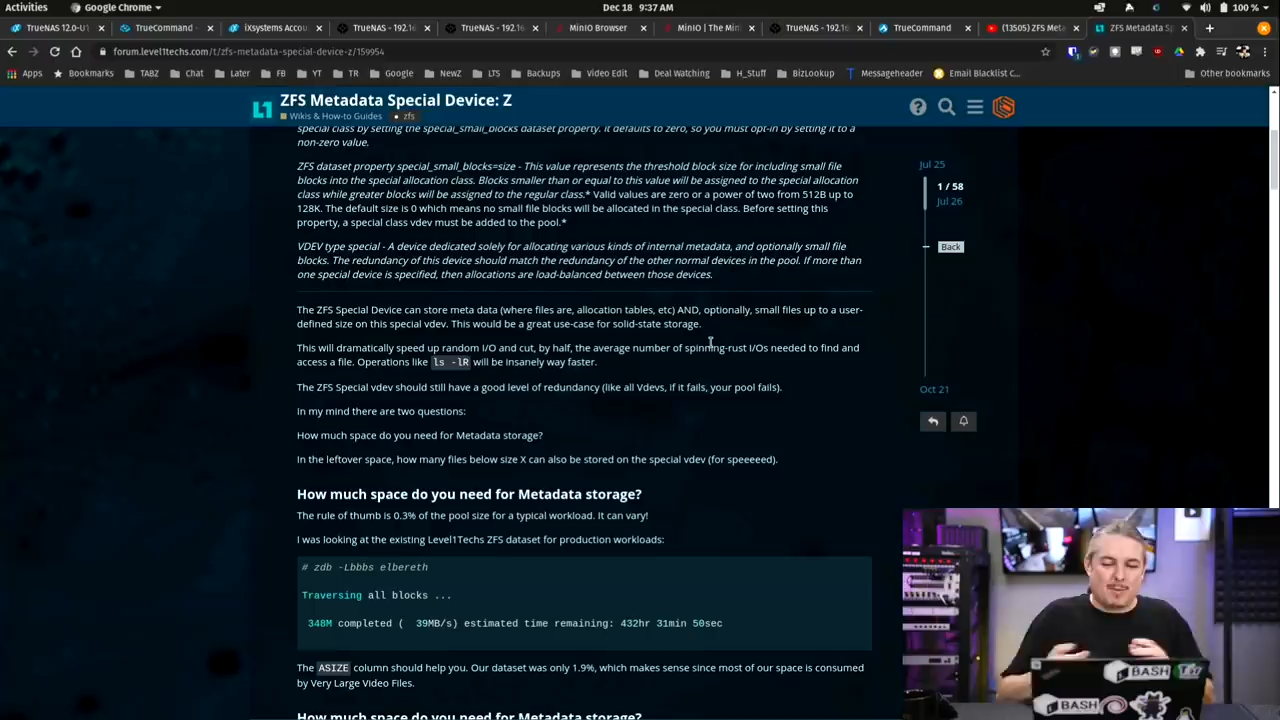 Activities
Google Chrome
Dec 18 9:37 AM
100 %
TrueNAS 12.0-U1
TrueCommand -
iXsystems Accou
TrueNAS - 192.16
TrueNAS - 192.16
MinIO Browser
MinIO | The Min
TrueNAS - 192.16
TrueCommand
(13505) ZFS Meta
ZFS Metadata Sp
forum.level1techs.com/t/zfs-metadata-special-device-z/159954
Apps
Bookmarks
TABZ
Chat
Later
FB
YT
TR
Google
NewZ
LTS
Backups
Video Edit
Deal Watching
H_Stuff
BizLookup
Messageheader
Email Blacklist C...
Other bookmarks
ZFS Metadata Special Device: Z
Wikis & How-to Guides
zfs
special class by setting the special_small_blocks dataset property. It defaults to zero, so you must opt-in by setting it to a
non-zero value.
ZFS dataset property special_small_blocks=size - This value represents the threshold block size for including small file
blocks into the special allocation class. Blocks smaller than or equal to this value will be assigned to the special allocation
class while greater blocks will be assigned to the regular class.* Valid values are zero or a power of two from 512B up to
128K. The default size is 0 which means no small file blocks will be allocated in the special class. Before setting this
property, a special class vdev must be added to the pool.*
VDEV type special - A device dedicated solely for allocating various kinds of internal metadata, and optionally small file
blocks. The redundancy of this device should match the redundancy of the other normal devices in the pool. If more than
one special device is specified, then allocations are load-balanced between those devices.
The ZFS Special Device can store meta data (where files are, allocation tables, etc) AND, optionally, small files up to a user-
defined size on this special vdev. This would be a great use-case for solid-state storage.
This will dramatically speed up random I/O and cut, by half, the average number of spinning-rust I/Os needed to find and
access a file. Operations like ls -lR will be insanely way faster.
The ZFS Special vdev should still have a good level of redundancy (like all Vdevs, if it fails, your pool fails).
In my mind there are two questions:
How much space do you need for Metadata storage?
In the leftover space, how many files below size X can also be stored on the special vdev (for speeeeed).
How much space do you need for Metadata storage?
The rule of thumb is 0.3% of the pool size for a typical workload. It can vary!
I was looking at the existing Level1Techs ZFS dataset for production workloads:
# zdb -Lbbbs elbereth
Traversing all blocks ...
348M completed ( 39MB/s) estimated time remaining: 432hr 31min 50sec
The ASIZE column should help you. Our dataset was only 1.9%, which makes sense since most of our space is consumed
by Very Large Video Files.
How much space do you need for Metadata storage?
Jul 25
1 / 58
Jul 26
Back
Oct 21
BASH
BASH